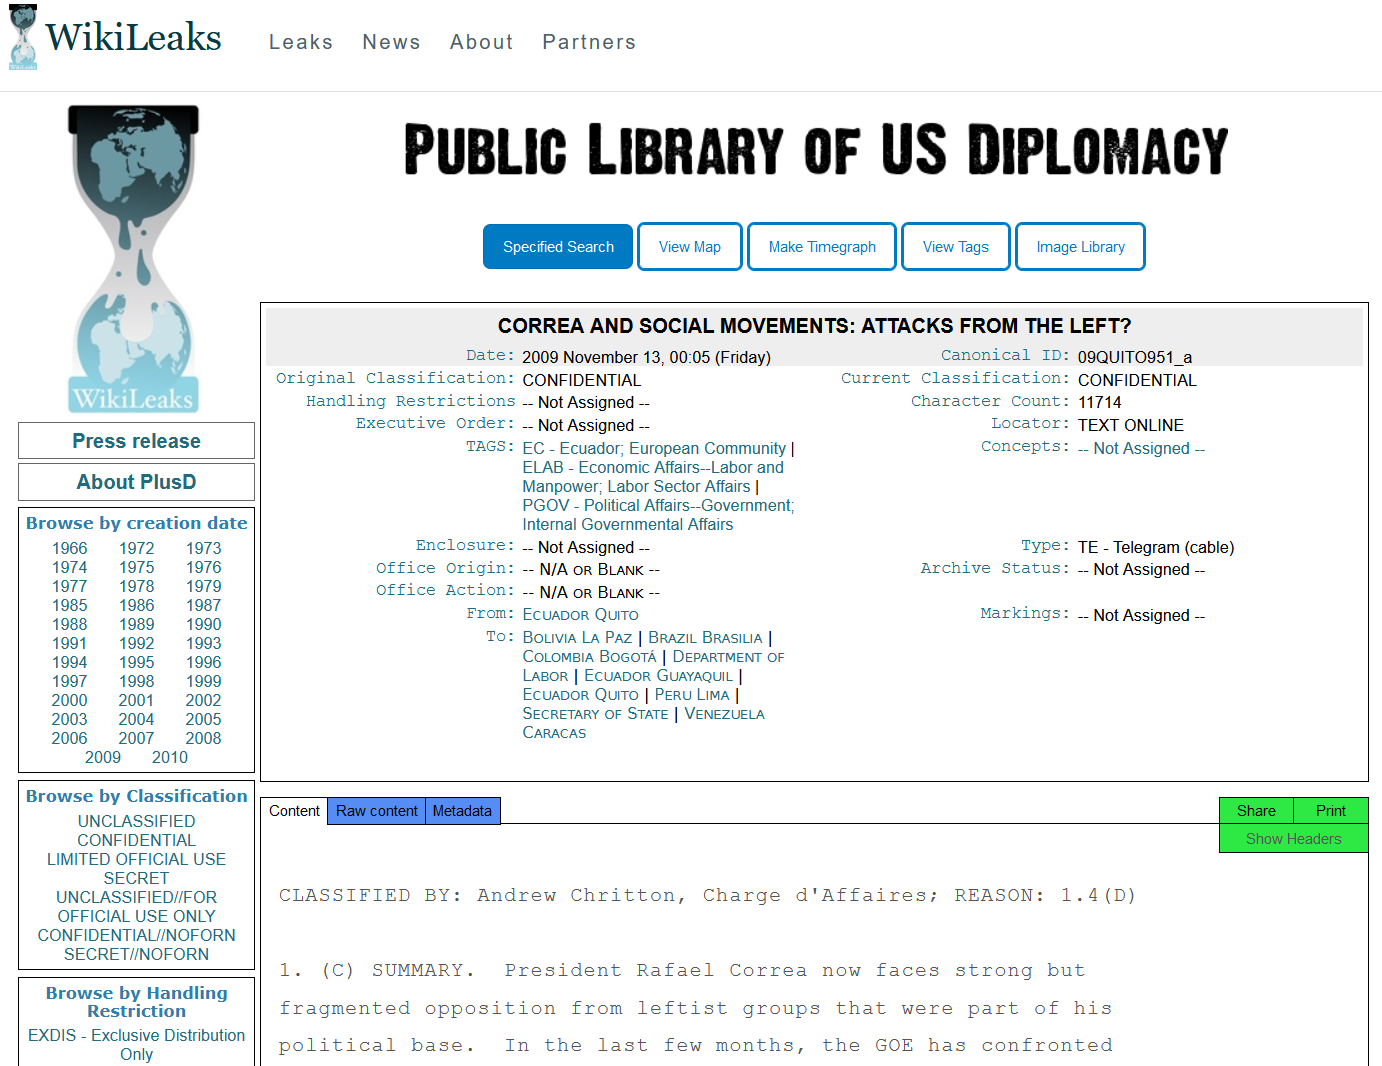 WikiLeaks
Leaks News About Partners
WikiLeaks
PUBLIC LIBRARY OF US DIPLOMACY
Specified Search View Map Make Timegraph View Tags Image Library
Press release
About PlusD
Browse by creation date
1966 1972 1973
1974 1975 1976
1977 1978 1979
1985 1986 1987
1988 1989 1990
1991 1992 1993
1994 1995 1996
1997 1998 1999
2000 2001 2002
2003 2004 2005
2006 2007 2008
2009 2010
Browse by Classification
UNCLASSIFIED
CONFIDENTIAL
LIMITED OFFICIAL USE
SECRET
UNCLASSIFIED//FOR
OFFICIAL USE ONLY
CONFIDENTIAL//NOFORN
SECRET//NOFORN
Browse by Handling
Restriction
EXDIS - Exclusive Distribution
Only
CORREA AND SOCIAL MOVEMENTS: ATTACKS FROM THE LEFT?
Date: 2009 November 13, 00:05 (Friday) Canonical ID: 09QUITO951_a
Original Classification: CONFIDENTIAL Current Classification: CONFIDENTIAL
Handling Restrictions -- Not Assigned -- Character Count: 11714
Executive Order: -- Not Assigned -- Locator: TEXT ONLINE
TAGS: EC - Ecuador; European Community | Concepts: -- Not Assigned --
ELAB - Economic Affairs--Labor and
Manpower; Labor Sector Affairs |
PGOV - Political Affairs--Government;
Internal Governmental Affairs
Enclosure: -- Not Assigned -- Type: TE - Telegram (cable)
Office Origin: -- N/A OR BLANK -- Archive Status: -- Not Assigned --
Office Action: -- N/A OR BLANK --
From: ECUADOR QUITO Markings: -- Not Assigned --
To: BOLIVIA LA PAZ | BRAZIL BRASILIA |
COLOMBIA BOGOTÁ | DEPARTMENT OF
LABOR | ECUADOR GUAYAQUIL |
ECUADOR QUITO | PERU LIMA |
SECRETARY OF STATE | VENEZUELA
CARACAS
Content Raw content Metadata Share Print
Show Headers
CLASSIFIED BY: Andrew Chritton, Charge d'Affaires; REASON: 1.4(D)
1. (C) SUMMARY. President Rafael Correa now faces strong but
fragmented opposition from leftist groups that were part of his
political base. In the last few months, the GOE has confronted